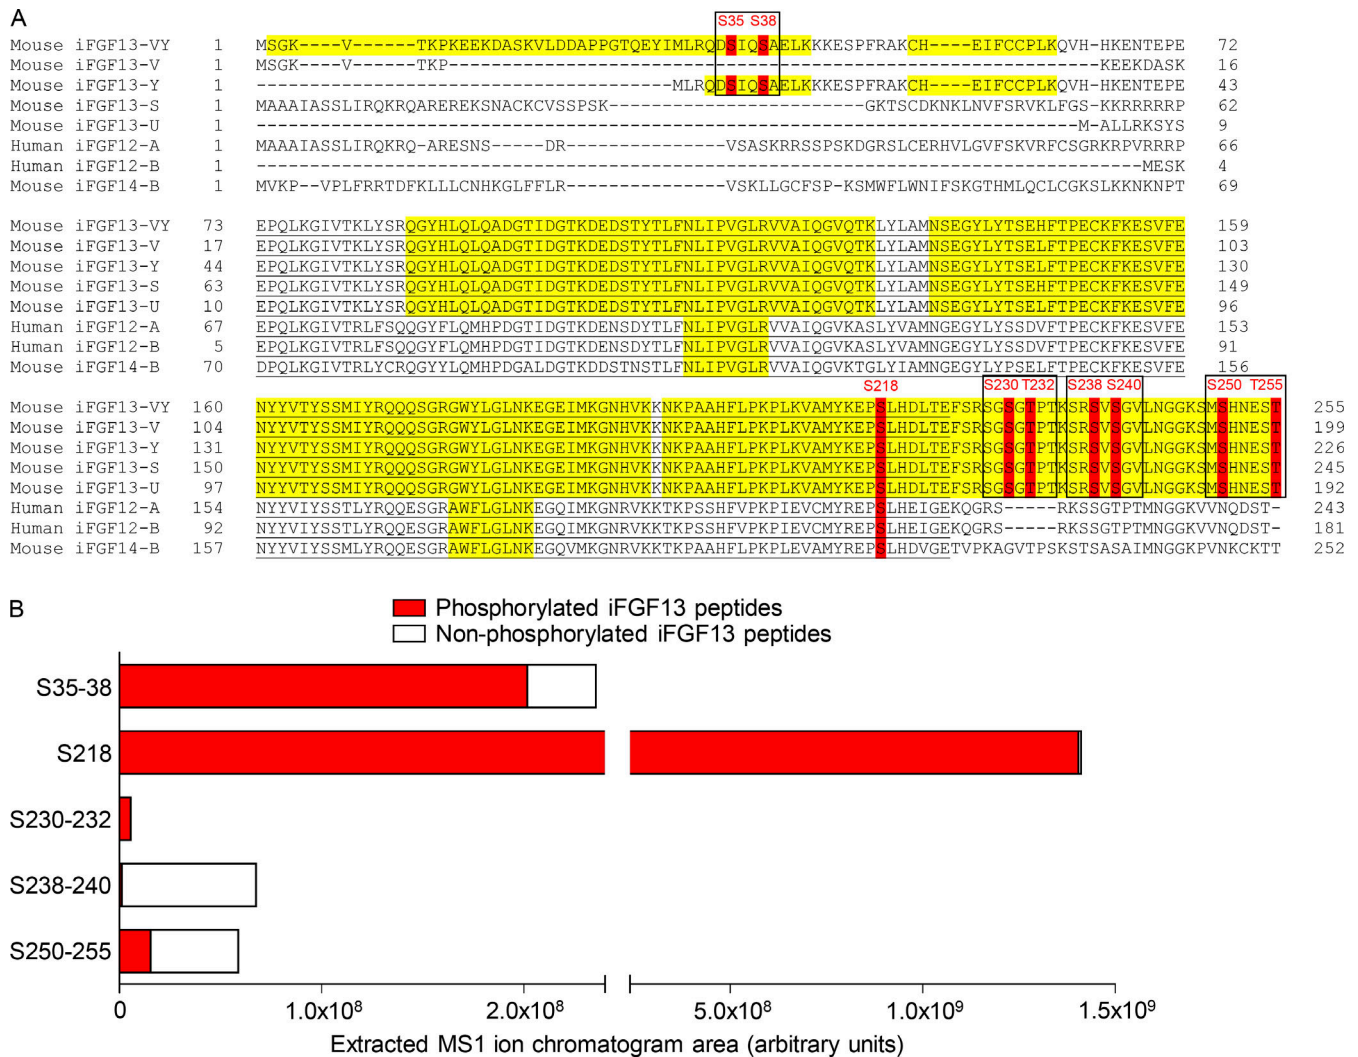 A
S35 S38
Mouse iFGF13-VY 1 MSGK----V------TKPKEEKDASKVLDDAPPGTQEYIMLRQDSIQSAELKKKESPFRAKCH----EIFCCPLKQVH-HKENTEPE 72
Mouse iFGF13-V 1 MSGK----V------TKP-------------------------------------------------------------KEEKDASK 16
Mouse iFGF13-Y 1 ---------------------------------------MLRQDSIQSAELKKKESPFRAKCH----EIFCCPLKQVH-HKENTEPE 43
Mouse iFGF13-S 1 MAAAIASSLIRQKRQAREREKSNACKCVSSPSK------------------------GKTSCDKNKLNVFSRVKLFGS-KKRRRRRP 62
Mouse iFGF13-U 1 -----------------------------------------------------------------------------M-ALLRKSYS 9
Human iFGF12-A 1 MAAAIASSLIRQKRQ-ARESNS----DR---------------VSASKRRSSPSKDGRSLCERHVLGVFSKVRFCSGRKRPVRRRP 66
Human iFGF12-B 1 -----------------------------------------------------------------------------------MESK 4
Mouse iFGF14-B 1 MVKP--VPLFRRTDFKLLLCNHKGLFFLR---------------VSKLLGCFSP-KSMWFLWNIFSKGTHMLQCLCGKSLKKNKNPT 69
Mouse iFGF13-VY 73 EPQLKGIVTKLYSRQGYHLQLQADGTIDGTKDEDSTYTLFNLIPVGLRVVAIQGVQTKLYLAMNSEGYLYTSEHFTPECKFKESVFE 159
Mouse iFGF13-V 17 EPQLKGIVTKLYSRQGYHLQLQADGTIDGTKDEDSTYTLFNLIPVGLRVVAIQGVQTKLYLAMNSEGYLYTSEHFTPECKFKESVFE 103
Mouse iFGF13-Y 44 EPQLKGIVTKLYSRQGYHLQLQADGTIDGTKDEDSTYTLFNLIPVGLRVVAIQGVQTKLYLAMNSEGYLYTSELFTPECKFKESVFE 130
Mouse iFGF13-S 63 EPQLKGIVTKLYSRQGYHLQLQADGTIDGTKDEDSTYTLFNLIPVGLRVVAIQGVQTKLYLAMNSEGYLYTSELFTPECKFKESVFE 149
Mouse iFGF13-U 10 EPQLKGIVTKLYSRQGYHLQLQADGTIDGTKDEDSTYTLFNLIPVGLRVVAIQGVQTKLYLAMNSEGYLYTSELFTPECKFKESVFE 96
Human iFGF12-A 67 EPQLKGIVTRLFSQQGYFLQMHPDGTIDGTKDENSDYTLFNLIPVGLRVVAIQGVKASLYVAMNGEGYLYSSDVFTPECKFKESVFE 153
Human iFGF12-B 5 EPQLKGIVTRLFSQQGYFLQMHPDGTIDGTKDENSDYTLFNLIPVGLRVVAIQGVKASLYVAMNGEGYLYSSDVFTPECKFKESVFE 91
Mouse iFGF14-B 70 DPQLKGIVTRLYCRQGYYLQMHPDGALDGTKDDSTNSTLFNLIPVGLRVVAIQGVKTGLYIAMNGEGYLYPSELFTPECKFKESVFE 156
S218 S230 T232 S238 S240 S250 T255
Mouse iFGF13-VY 160 NYYVTYSSMIYRQQQSGRGWYLGLNKEGEIMKGNHVKKNKPAAHFLPKPLKVAMYKEPSLHDLTEFSRSGSGTPTKSRSVSGVLNGGKSMSHNEST 255
Mouse iFGF13-V 104 NYYVTYSSMIYRQQQSGRGWYLGLNKEGEIMKGNHVKKNKPAAHFLPKPLKVAMYKEPSLHDLTEFSRSGSGTPTKSRSVSGVLNGGKSMSHNEST 199
Mouse iFGF13-Y 131 NYYVTYSSMIYRQQQSGRGWYLGLNKEGEIMKGNHVKKNKPAAHFLPKPLKVAMYKEPSLHDLTEFSRSGSGTPTKSRSVSGVLNGGKSMSHNEST 226
Mouse iFGF13-S 150 NYYVTYSSMIYRQQQSGRGWYLGLNKEGEIMKGNHVKKNKPAAHFLPKPLKVAMYKEPSLHDLTEFSRSGSGTPTKSRSVSGVLNGGKSMSHNEST 245
Mouse iFGF13-U 97 NYYVTYSSMIYRQQQSGRGWYLGLNKEGEIMKGNHVKKNKPAAHFLPKPLKVAMYKEPSLHDLTEFSRSGSGTPTKSRSVSGVLNGGKSMSHNEST 192
Human iFGF12-A 154 NYYVIYSSTLYRQQESGRAWFLGLNKEGQIMKGNRVKKTKPSSHFVPKPIEVCMYREPSLHEIGEKQGRS-----RKSSGTPTMNGGKVVNQDST- 243
Human iFGF12-B 92 NYYVIYSSTLYRQQESGRAWFLGLNKEGQIMKGNRVKKTKPSSHFVPKPIEVCMYREPSLHEIGEKQGRS-----RKSSGTPTMNGGKVVNQDST- 181
Mouse iFGF14-B 157 NYYVIYSSMLYRQQESGRAWFLGLNKEGQVMKGNRVKKTKPAAHFLPKPLEVAMYREPSLHDVGETVPKAGVTPSKSTSASAIMNGGKPVNKCKTT 252
B
Phosphorylated iFGF13 peptides
Non-phosphorylated iFGF13 peptides
S35-38
S218
S230-232
S238-240
S250-255
0 1.0x10⁸ 2.0x10⁸ 5.0x10⁸ 1.0x10⁹ 1.5x10⁹
Extracted MS1 ion chromatogram area (arbitrary units)